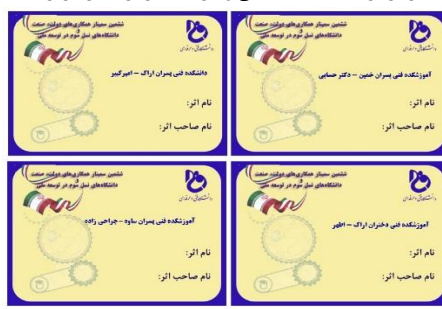 ششمین سمینار همکاری‌های دولت، صنعت
و
دانشگاه‌های نسل سوم در توسعه ملی
دانشگاه فنی و حرفه‌ای
آموزشکده فنی پسران خمین - دکتر حسابی
نام اثر:
نام صاحب اثر:
ششمین سمینار همکاری‌های دولت، صنعت
و
دانشگاه‌های نسل سوم در توسعه ملی
دانشگاه فنی و حرفه‌ای
دانشکده فنی پسران اراک - امیرکبیر
نام اثر:
نام صاحب اثر:
ششمین سمینار همکاری‌های دولت، صنعت
و
دانشگاه‌های نسل سوم در توسعه ملی
دانشگاه فنی و حرفه‌ای
آموزشکده فنی دختران اراک - اطهر
نام اثر:
نام صاحب اثر:
ششمین سمینار همکاری‌های دولت، صنعت
و
دانشگاه‌های نسل سوم در توسعه ملی
دانشگاه فنی و حرفه‌ای
آموزشکده فنی پسران ساوه - جراحی زاده
نام اثر:
نام صاحب اثر: